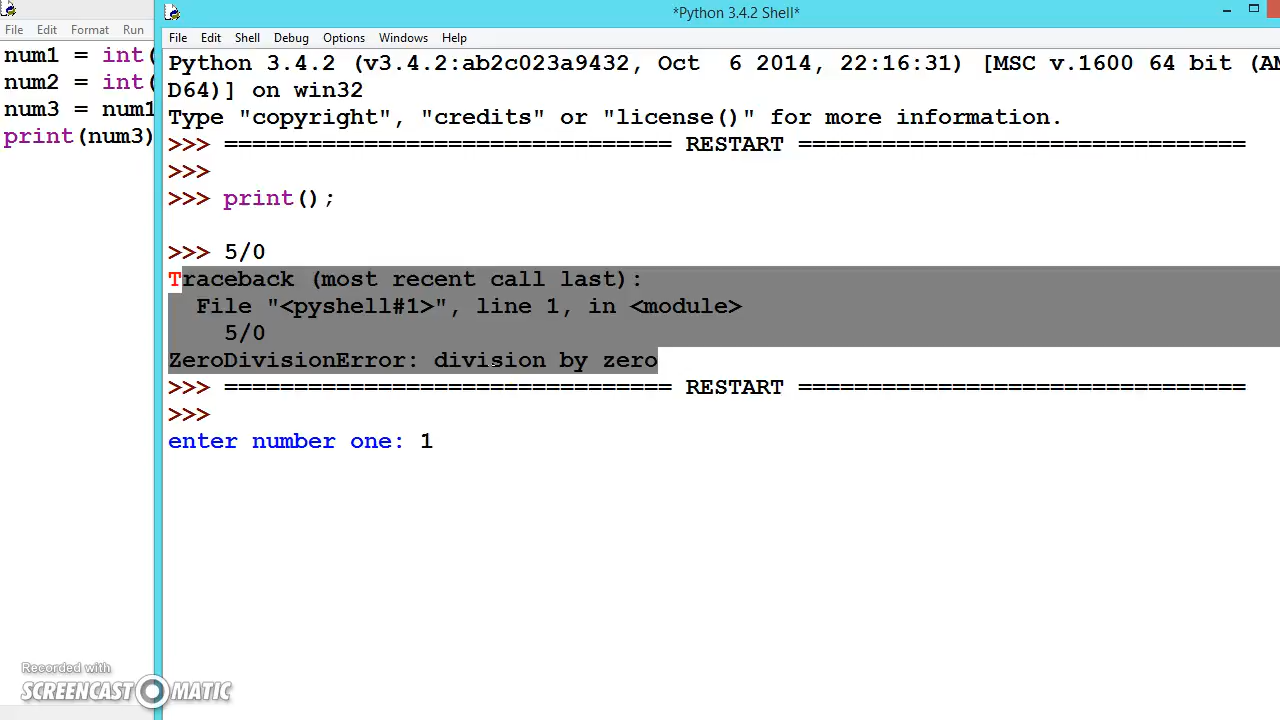 File Edit Format Run
num1 = int(
num2 = int(
num3 = num1
print(num3)
*Python 3.4.2 Shell*
File Edit Shell Debug Options Windows Help
Python 3.4.2 (v3.4.2:ab2c023a9432, Oct  6 2014, 22:16:31) [MSC v.1600 64 bit (AM
D64)] on win32
Type "copyright", "credits" or "license()" for more information.
>>> ================================ RESTART ================================
>>>
>>> print();
>>> 5/0
Traceback (most recent call last):
  File "<pyshell#1>", line 1, in <module>
    5/0
ZeroDivisionError: division by zero
>>> ================================ RESTART ================================
>>>
enter number one: 1
Recorded with
SCREENCAST O MATIC